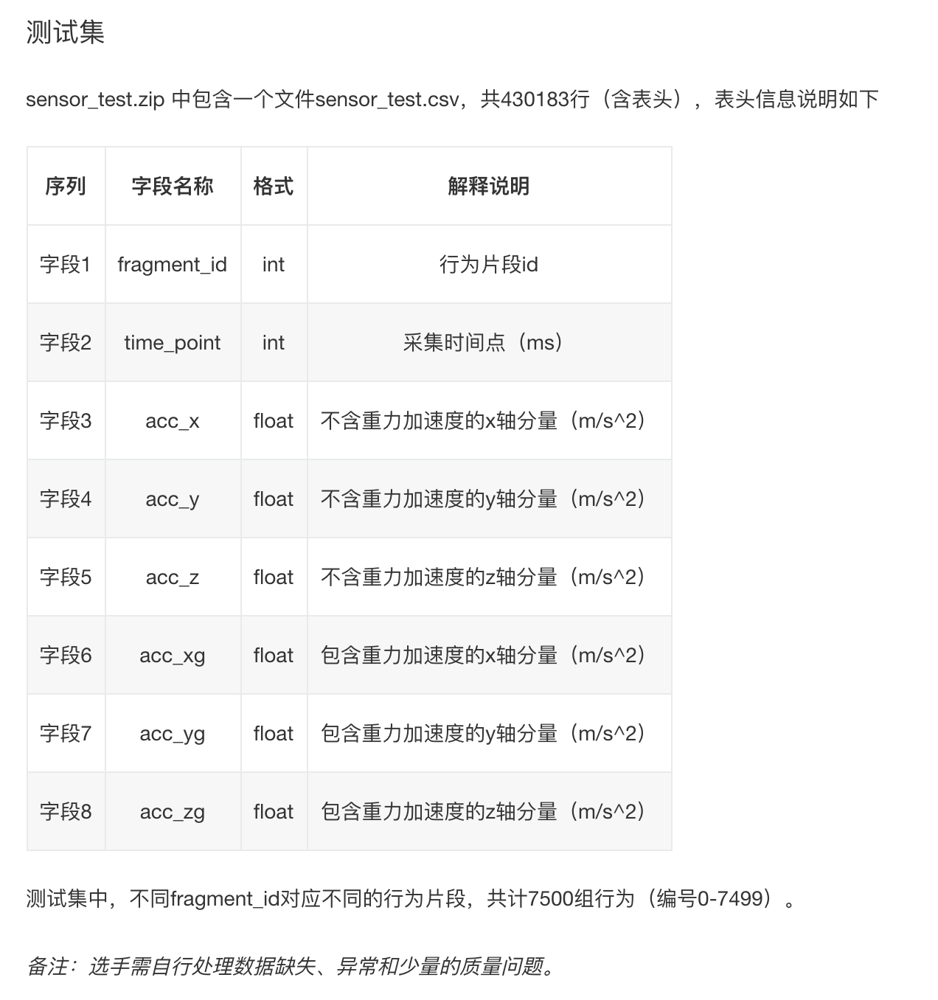 测试集
sensor_test.zip 中包含一个文件sensor_test.csv，共430183行（含表头），表头信息说明如下
序列 字段名称 格式 解释说明
字段1 fragment_id int 行为片段id
字段2 time_point int 采集时间点（ms）
字段3 acc_x float 不含重力加速度的x轴分量（m/s^2）
字段4 acc_y float 不含重力加速度的y轴分量（m/s^2）
字段5 acc_z float 不含重力加速度的z轴分量（m/s^2）
字段6 acc_xg float 包含重力加速度的x轴分量（m/s^2）
字段7 acc_yg float 包含重力加速度的y轴分量（m/s^2）
字段8 acc_zg float 包含重力加速度的z轴分量（m/s^2）
测试集中，不同fragment_id对应不同的行为片段，共计7500组行为（编号0-7499）。
备注：选手需自行处理数据缺失、异常和少量的质量问题。